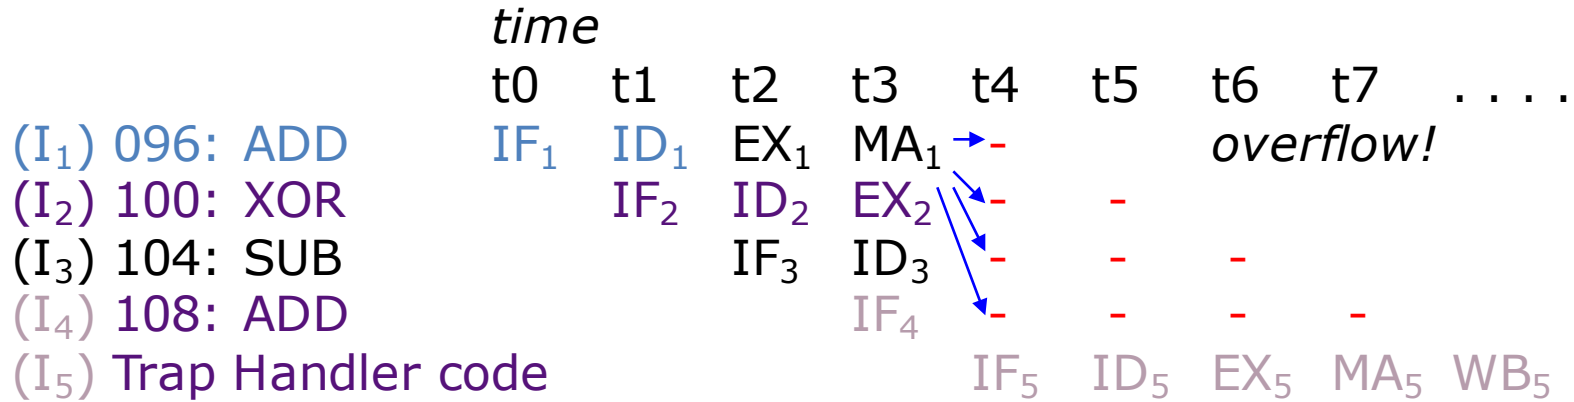 time
t0 t1 t2 t3 t4 t5 t6 t7 . . . .
(I₁) 096: ADD IF₁ ID₁ EX₁ MA₁ - overflow!
(I₂) 100: XOR IF₂ ID₂ EX₂ - -
(I₃) 104: SUB IF₃ ID₃ - - -
(I₄) 108: ADD IF₄ - - - -
(I₅) Trap Handler code IF₅ ID₅ EX₅ MA₅ WB₅